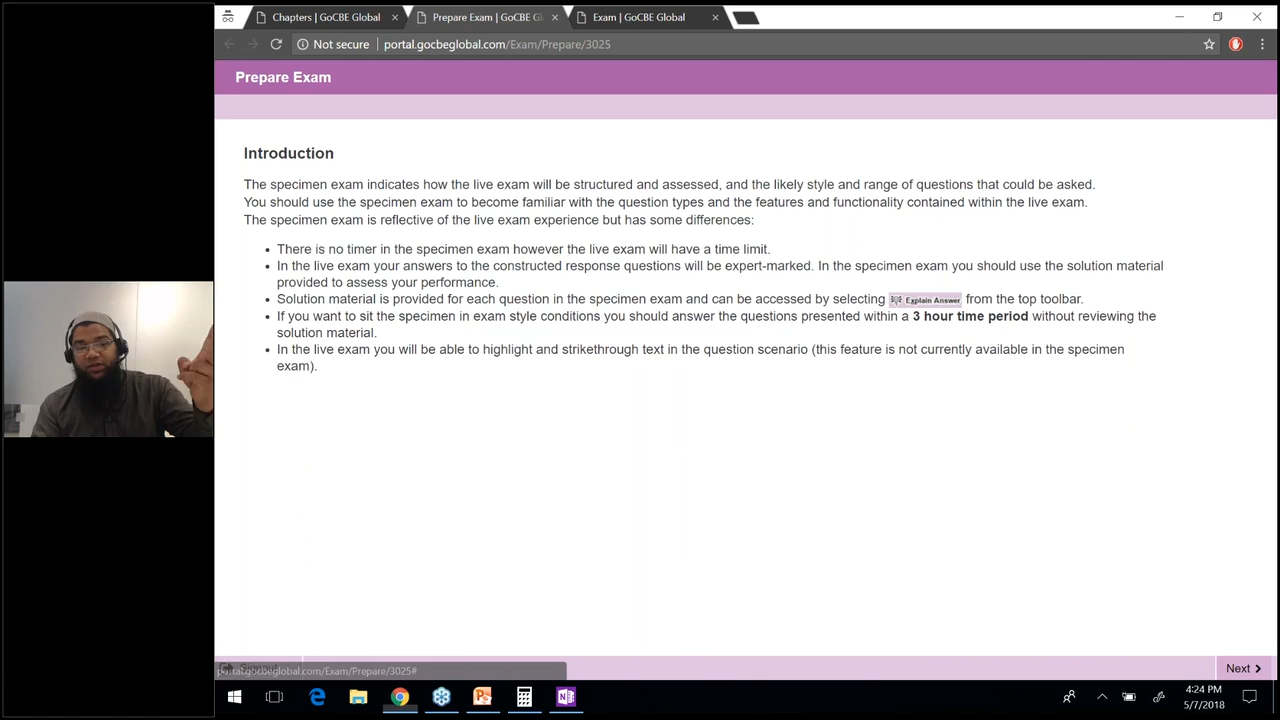 Chapters | GoCBE Global
Prepare Exam | GoCBE Gl
Exam | GoCBE Global
Not secure
portal.gocbeglobal.com/Exam/Prepare/3025
Prepare Exam
Introduction
The specimen exam indicates how the live exam will be structured and assessed, and the likely style and range of questions that could be asked.
You should use the specimen exam to become familiar with the question types and the features and functionality contained within the live exam.
The specimen exam is reflective of the live exam experience but has some differences:
• There is no timer in the specimen exam however the live exam will have a time limit.
• In the live exam your answers to the constructed response questions will be expert-marked. In the specimen exam you should use the solution material
provided to assess your performance.
• Solution material is provided for each question in the specimen exam and can be accessed by selecting Explain Answer from the top toolbar.
• If you want to sit the specimen in exam style conditions you should answer the questions presented within a 3 hour time period without reviewing the
solution material.
• In the live exam you will be able to highlight and strikethrough text in the question scenario (this feature is not currently available in the specimen
exam).
portal.gocbeglobal.com/Exam/Prepare/3025#
Next
4:24 PM
5/7/2018